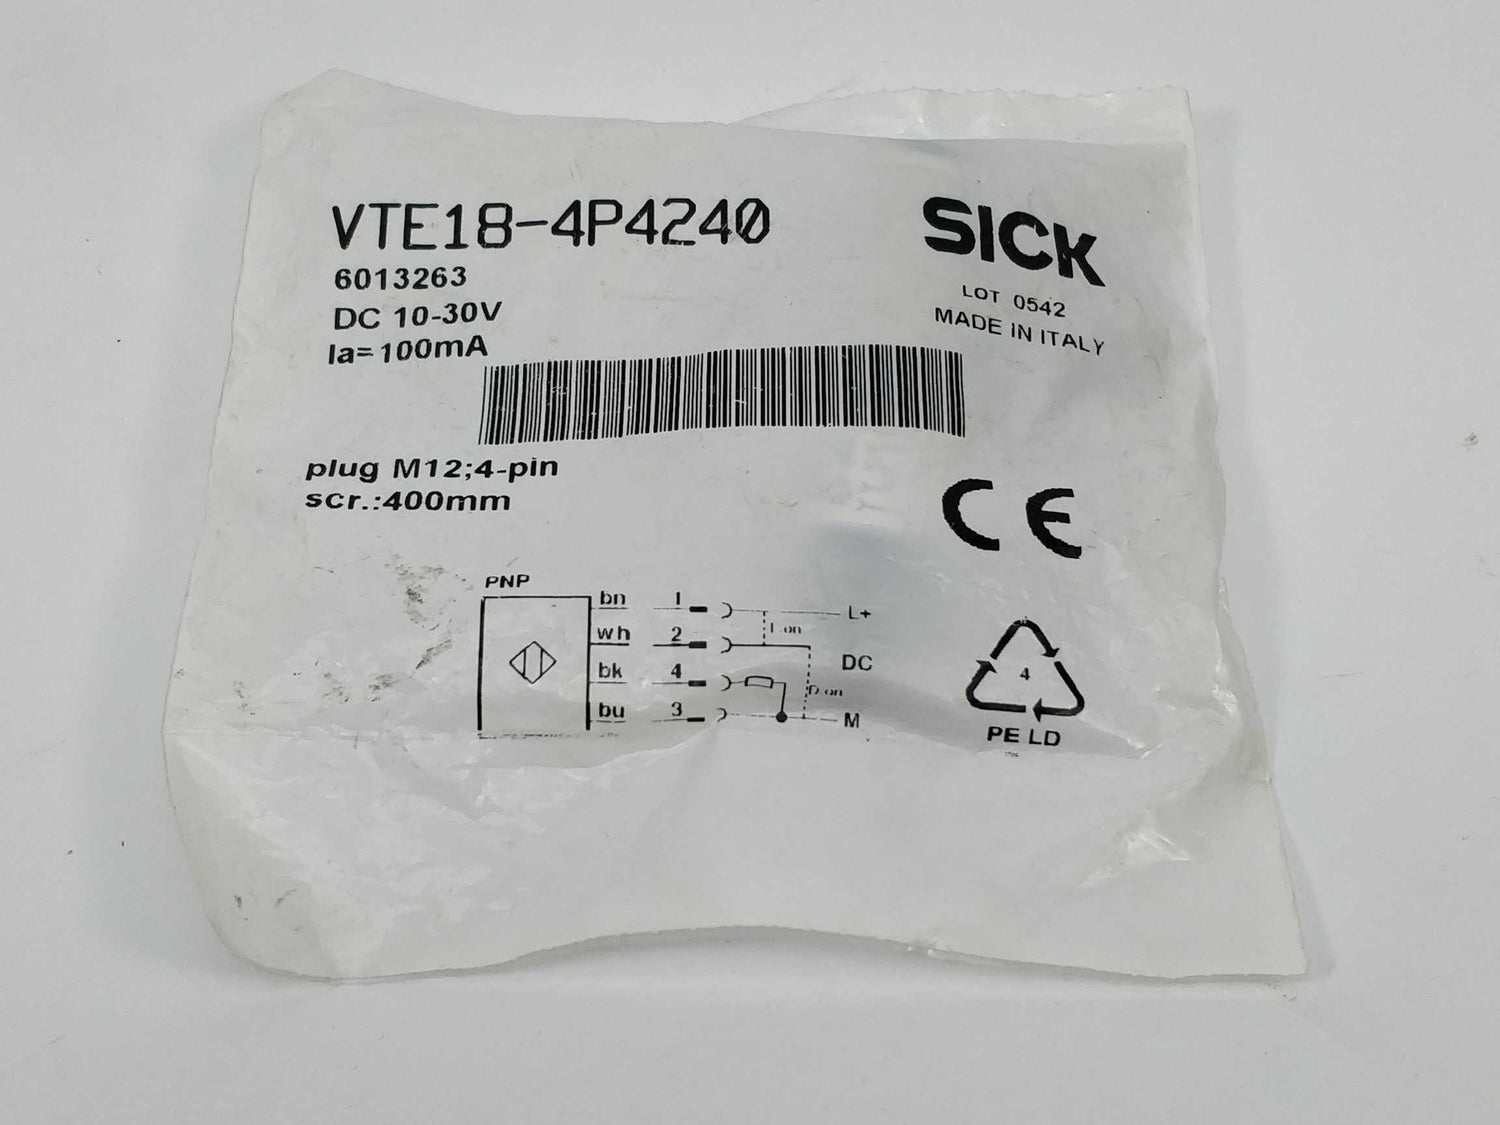 VTE18-4P4240
6013263
DC 10-30V
Ia=100mA
SICK
LOT 0542
MADE IN ITALY
plug M12;4-pin
scr.:400mm
CE
PNP
bn 1 L+
L.on
wh 2
DC
bk 4
D.on
bu 3 M
4
PE LD